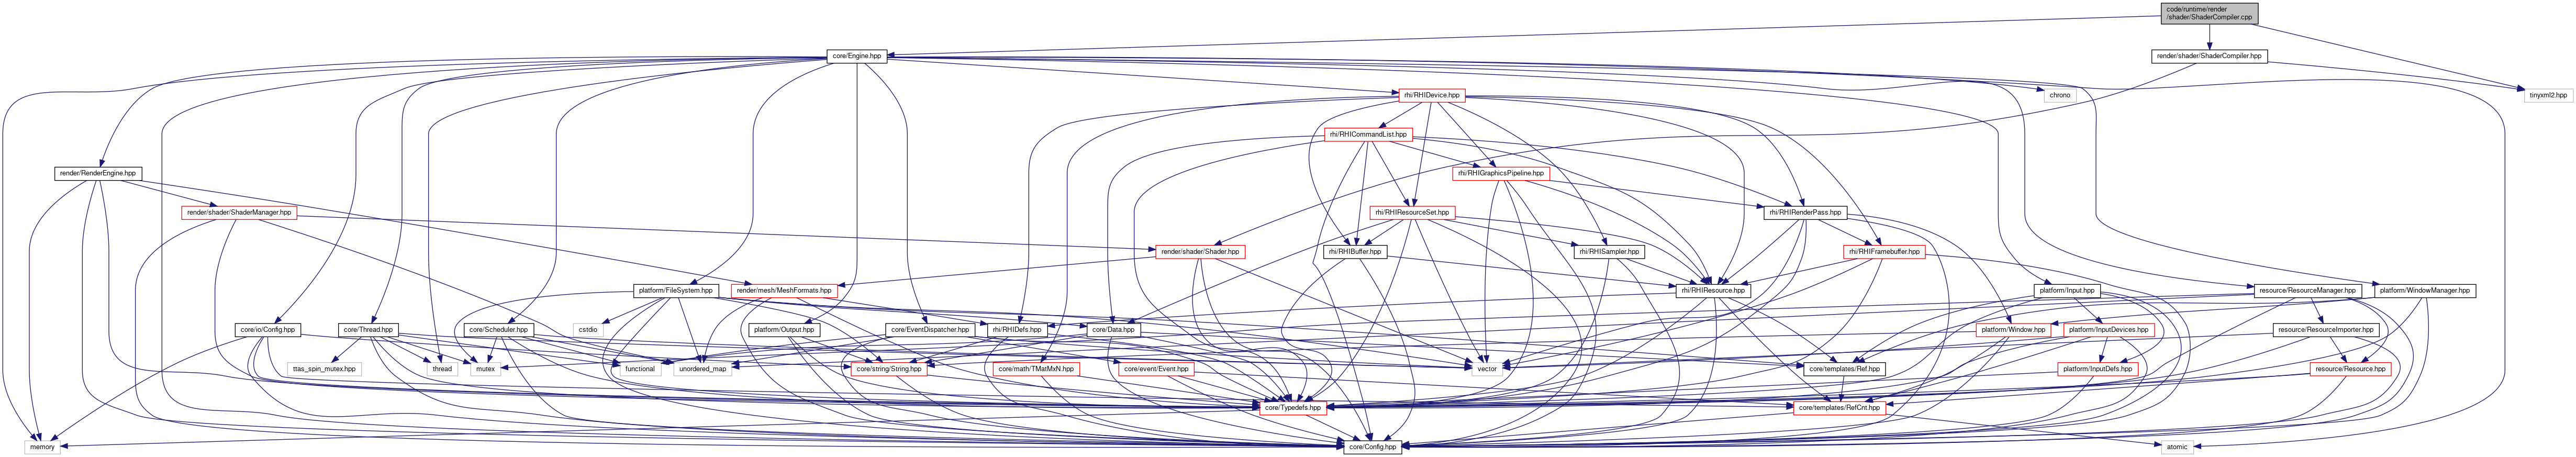 code/runtime/render
/shader/ShaderCompiler.cpp
core/Engine.hpp
render/shader/ShaderCompiler.hpp
rhi/RHIDevice.hpp
chrono
tinyxml2.hpp
rhi/RHICommandList.hpp
render/RenderEngine.hpp
rhi/RHIGraphicsPipeline.hpp
render/shader/ShaderManager.hpp
rhi/RHIResourceSet.hpp
rhi/RHIRenderPass.hpp
render/shader/Shader.hpp
rhi/RHIBuffer.hpp
rhi/RHISampler.hpp
rhi/RHIFramebuffer.hpp
platform/FileSystem.hpp
render/mesh/MeshFormats.hpp
rhi/RHIResource.hpp
platform/Input.hpp
resource/ResourceManager.hpp
platform/WindowManager.hpp
core/io/Config.hpp
core/Thread.hpp
core/Scheduler.hpp
cstdio
platform/Output.hpp
core/EventDispatcher.hpp
rhi/RHIDefs.hpp
core/Data.hpp
platform/Window.hpp
platform/InputDevices.hpp
resource/ResourceImporter.hpp
ttas_spin_mutex.hpp
thread
mutex
functional
unordered_map
core/string/String.hpp
core/math/TMatMxN.hpp
core/event/Event.hpp
vector
core/templates/Ref.hpp
platform/InputDefs.hpp
resource/Resource.hpp
core/Typedefs.hpp
core/templates/RefCnt.hpp
memory
core/Config.hpp
atomic